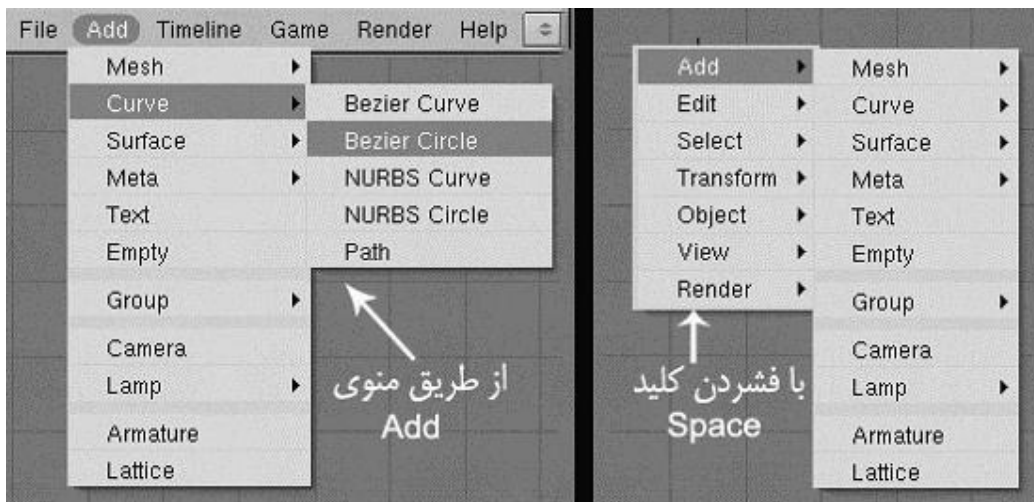 File Add Timeline Game Render Help
Mesh
Curve
Surface
Meta
Text
Empty
Group
Camera
Lamp
Armature
Lattice
Bezier Curve
Bezier Circle
NURBS Curve
NURBS Circle
Path
از طریق منوی
Add
Add
Edit
Select
Transform
Object
View
Render
Mesh
Curve
Surface
Meta
Text
Empty
Group
Camera
Lamp
Armature
Lattice
با فشردن کلید
Space